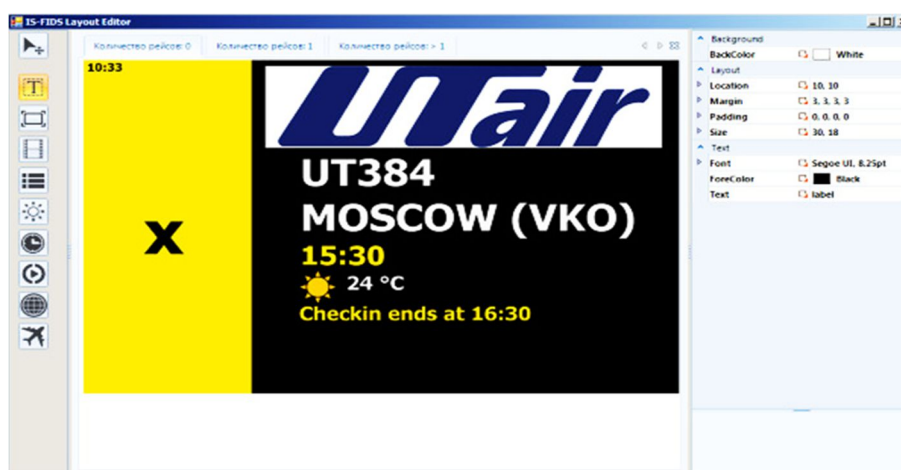 IS-FIDS Layout Editor
Количество рейсов: 0
Количество рейсов: 1
Количество рейсов: > 1
10:33
UTair
UT384
MOSCOW (VKO)
X
15:30
24 °C
Checkin ends at 16:30
Background
BackColor White
Layout
Location 10, 10
Margin 3, 3, 3, 3
Padding 0, 0, 0, 0
Size 30, 18
Text
Font Segoe UI, 8.25pt
ForeColor Black
Text label